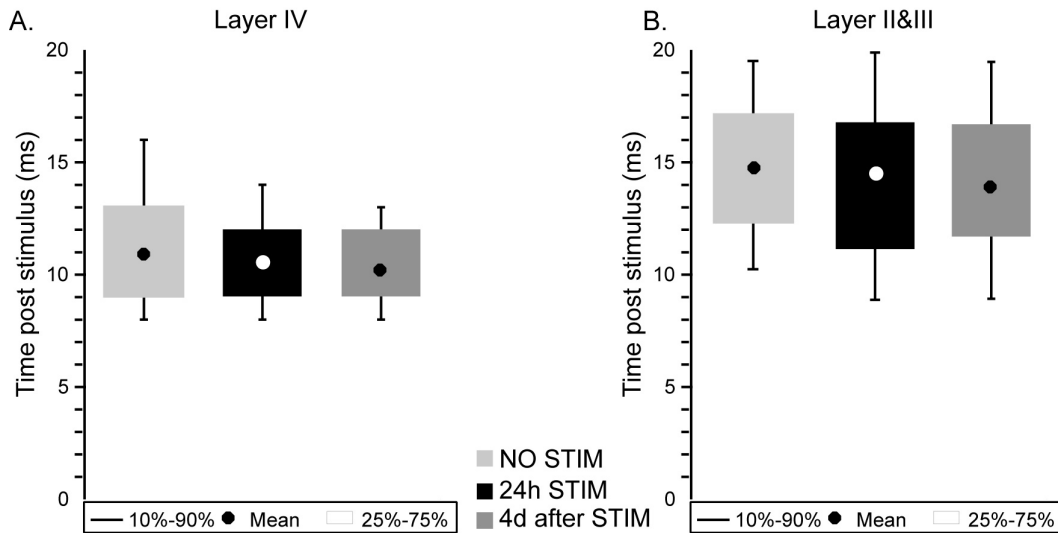 A.
Layer IV
Time post stimulus (ms)
20
15
10
5
0
10%-90% Mean 25%-75%
NO STIM
24h STIM
4d after STIM
B.
Layer II&III
Time post stimulus (ms)
20
15
10
5
0
10%-90% Mean 25%-75%